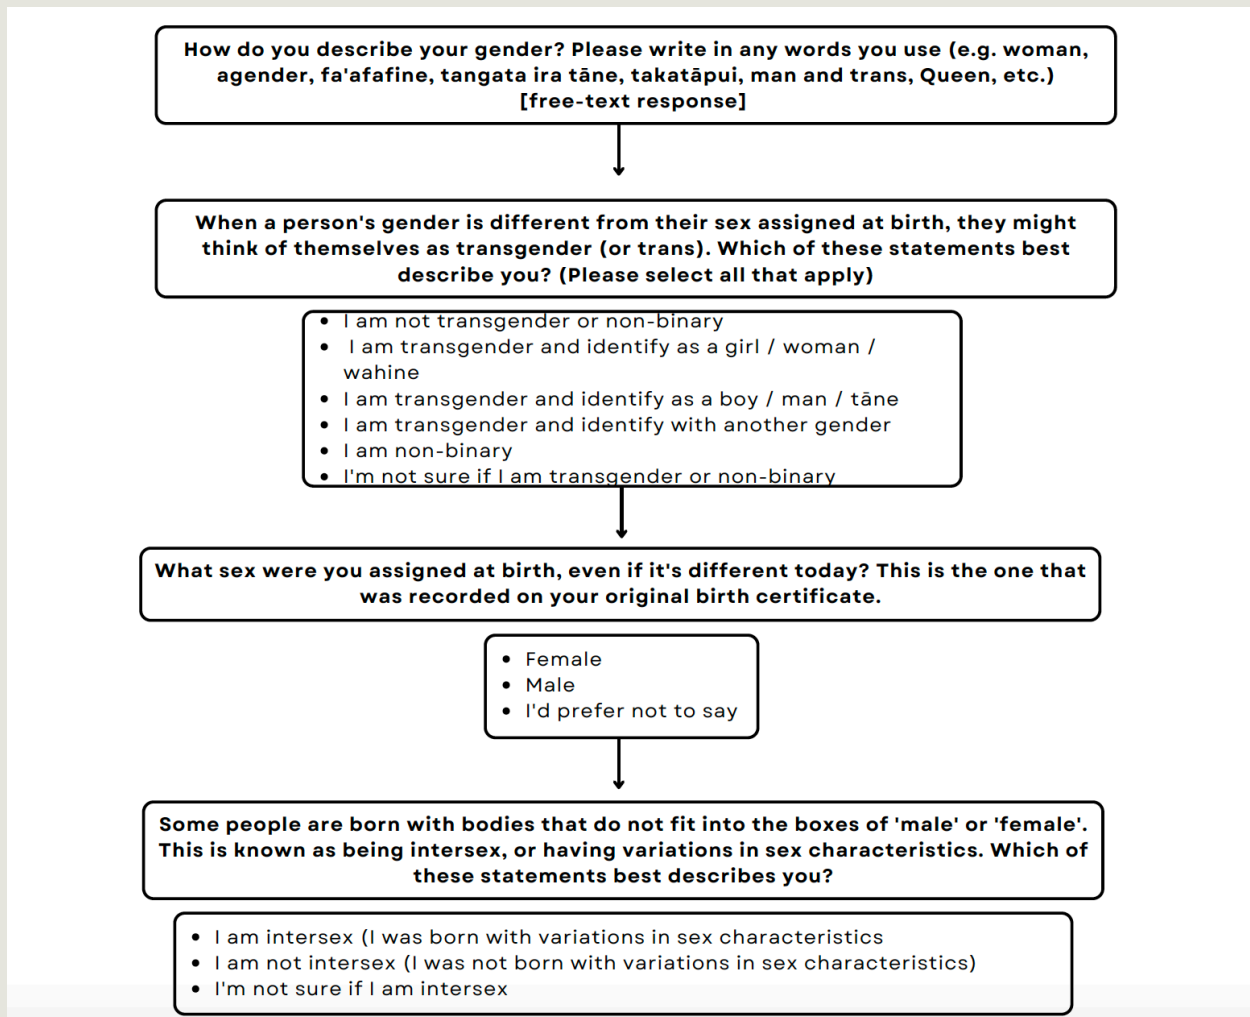 How do you describe your gender? Please write in any words you use (e.g. woman,
agender, fa'afafine, tangata ira tāne, takatāpui, man and trans, Queen, etc.)
[free-text response]
When a person's gender is different from their sex assigned at birth, they might
think of themselves as transgender (or trans). Which of these statements best
describe you? (Please select all that apply)
• I am not transgender or non-binary
• I am transgender and identify as a girl / woman /
wahine
• I am transgender and identify as a boy / man / tāne
• I am transgender and identify with another gender
• I am non-binary
• I'm not sure if I am transgender or non-binary
What sex were you assigned at birth, even if it's different today? This is the one that
was recorded on your original birth certificate.
• Female
• Male
• I'd prefer not to say
Some people are born with bodies that do not fit into the boxes of 'male' or 'female'.
This is known as being intersex, or having variations in sex characteristics. Which of
these statements best describes you?
• I am intersex (I was born with variations in sex characteristics
• I am not intersex (I was not born with variations in sex characteristics)
• I'm not sure if I am intersex